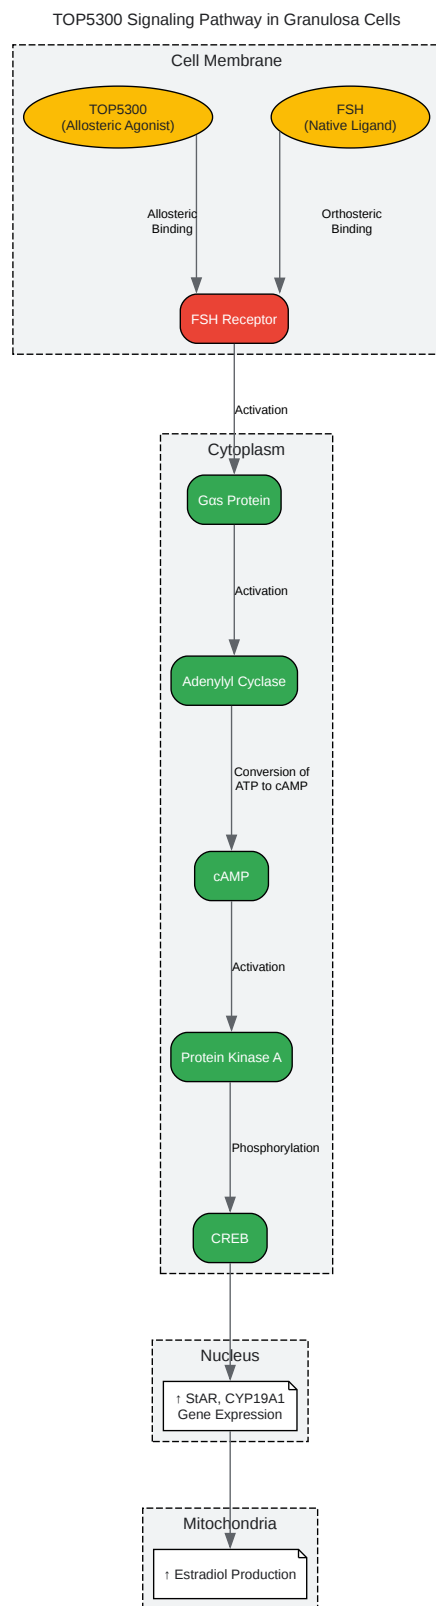 TOP5300 Signaling Pathway in Granulosa Cells
Cell Membrane
TOP5300
(Allosteric Agonist)
FSH
(Native Ligand)
Allosteric
Binding
Orthosteric
Binding
FSH Receptor
Activation
Cytoplasm
Gαs Protein
Activation
Adenylyl Cyclase
Conversion of
ATP to cAMP
cAMP
Activation
Protein Kinase A
Phosphorylation
CREB
Nucleus
↑ StAR, CYP19A1
Gene Expression
Mitochondria
↑ Estradiol Production